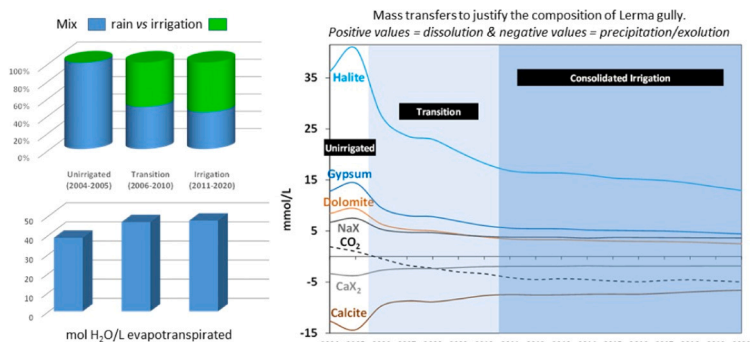 Mix rain vs irrigation
100%
80%
60%
40%
20%
0%
Unirrigated
(2004-2005)
Transition
(2006-2010)
Irrigation
(2011-2020)
50
40
30
20
10
0
mol H₂O/L evapotranspirated
Mass transfers to justify the composition of Lerma gully.
Positive values = dissolution & negative values = precipitation/exolution
mmol/L
35
25
15
5
-5
-15
Halite
Consolidated Irrigation
Transition
Unirrigated
Gypsum
Dolomite
NaX
CO₂
CaX₂
Calcite